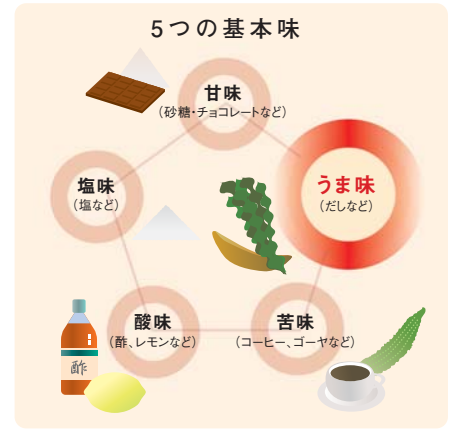 5つの基本味
甘味
(砂糖・チョコレートなど)
うま味
(だしなど)
塩味
(塩など)
酸味
(酢、レモンなど)
苦味
(コーヒー、ゴーヤなど)
酢